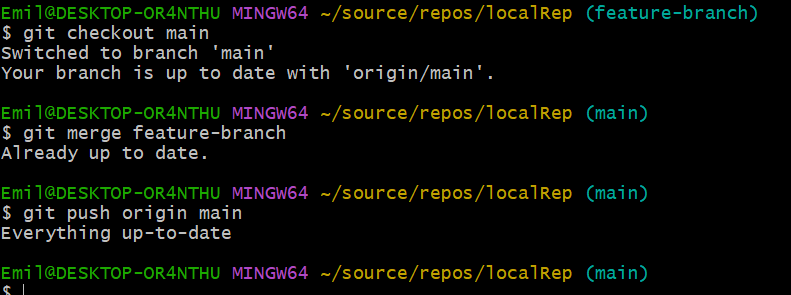 Emil@DESKTOP-OR4NTHU MINGW64 ~/source/repos/localRep (feature-branch)
$ git checkout main
Switched to branch 'main'
Your branch is up to date with 'origin/main'.
Emil@DESKTOP-OR4NTHU MINGW64 ~/source/repos/localRep (main)
$ git merge feature-branch
Already up to date.
Emil@DESKTOP-OR4NTHU MINGW64 ~/source/repos/localRep (main)
$ git push origin main
Everything up-to-date
Emil@DESKTOP-OR4NTHU MINGW64 ~/source/repos/localRep (main)
$